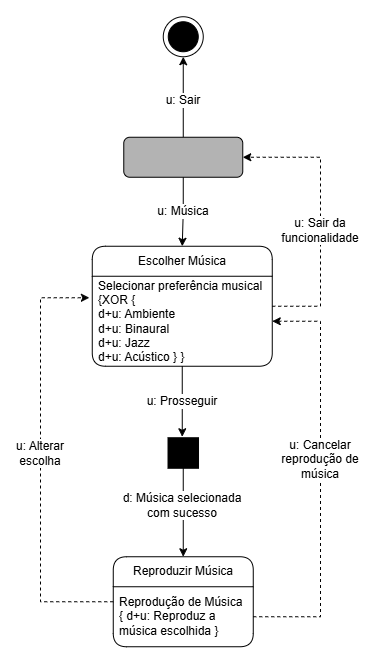 u: Sair
u: Música
u: Sair da
funcionalidade
Escolher Música
Selecionar preferência musical
{XOR {
d+u: Ambiente
d+u: Binaural
d+u: Jazz
d+u: Acústico } }
u: Prosseguir
u: Alterar
escolha
u: Cancelar
reprodução de
música
d: Música selecionada
com sucesso
Reproduzir Música
Reprodução de Música
{ d+u: Reproduz a
música escolhida }